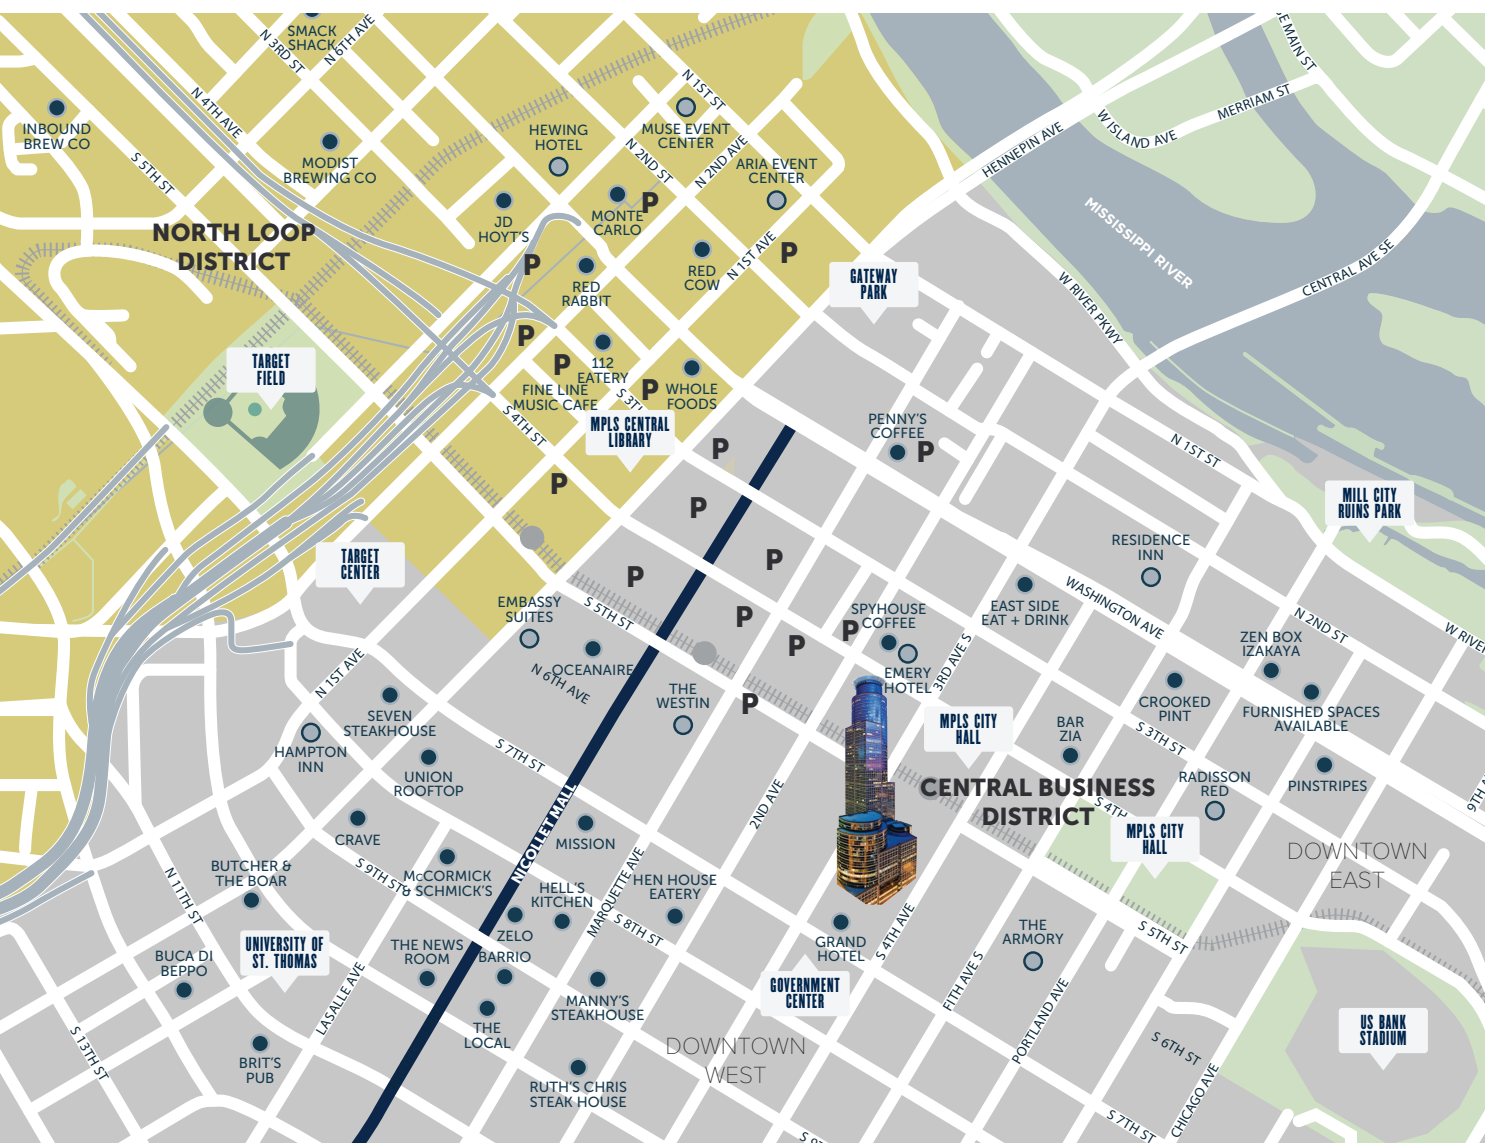 SMACK
SHACK
N 3RD ST
N 6TH AVE
SE MAIN ST
N 4TH AVE
N 1ST ST
INBOUND
BREW CO
S 5TH ST
MODIST
BREWING CO
HEWING
HOTEL
MUSE EVENT
CENTER
N 2ND ST
N 2ND AVE
ARIA EVENT
CENTER
HENNEPIN AVE
W ISLAND AVE
MERRIAM ST
NORTH LOOP
DISTRICT
JD
HOYT'S
MONTE
CARLO
P
RED
COW
N 1ST AVE
P
P
RED
RABBIT
GATEWAY
PARK
MISSISSIPPI RIVER
W RIVER PKWY
CENTRAL AVE SE
TARGET
FIELD
P
P
112
EATERY
FINE LINE
MUSIC CAFE
P
WHOLE
FOODS
S 4TH ST
MPLS CENTRAL
LIBRARY
PENNY'S
COFFEE
P
P
N 1ST ST
P
P
MILL CITY
RUINS PARK
TARGET
CENTER
P
P
RESIDENCE
INN
EMBASSY
SUITES
S 5TH ST
P
P
P
SPYHOUSE
COFFEE
EAST SIDE
EAT + DRINK
WASHINGTON AVE
N 2ND ST
OCEANAIRE
N 6TH AVE
EMERY
HOTEL
3RD AVE S
ZEN BOX
IZAKAYA
N 1ST AVE
SEVEN
STEAKHOUSE
THE
WESTIN
P
MPLS CITY
HALL
BAR
ZIA
CROOKED
PINT
FURNISHED SPACES
AVAILABLE
HAMPTON
INN
S 7TH ST
S 3TH ST
UNION
ROOFTOP
CENTRAL BUSINESS
DISTRICT
RADISSON
RED
PINSTRIPES
CRAVE
NICOLLET MALL
MISSION
2ND AVE
MPLS CITY
HALL
DOWNTOWN
EAST
BUTCHER &
THE BOAR
S 9TH ST
McCORMICK
& SCHMICK'S
HELL'S
KITCHEN
MARQUETTE AVE
HEN HOUSE
EATERY
N 11TH ST
ZELO
S 8TH ST
GRAND
HOTEL
S 4TH AVE
THE
ARMORY
S 5TH ST
UNIVERSITY OF
ST. THOMAS
BUCA DI
BEPPO
THE NEWS
ROOM
BARRIO
LASALLE AVE
MANNY'S
STEAKHOUSE
GOVERNMENT
CENTER
FITH AVE S
PORTLAND AVE
THE
LOCAL
DOWNTOWN
WEST
US BANK
STADIUM
S 13TH ST
BRIT'S
PUB
RUTH'S CHRIS
STEAK HOUSE
S 6TH ST
CHICAGO AVE
S 7TH ST